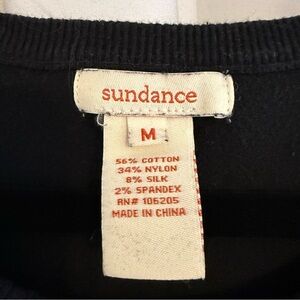 sundance
M
56% COTTON
34% NYLON
8% SILK
2% SPANDEX
RN# 106205
MADE IN CHINA